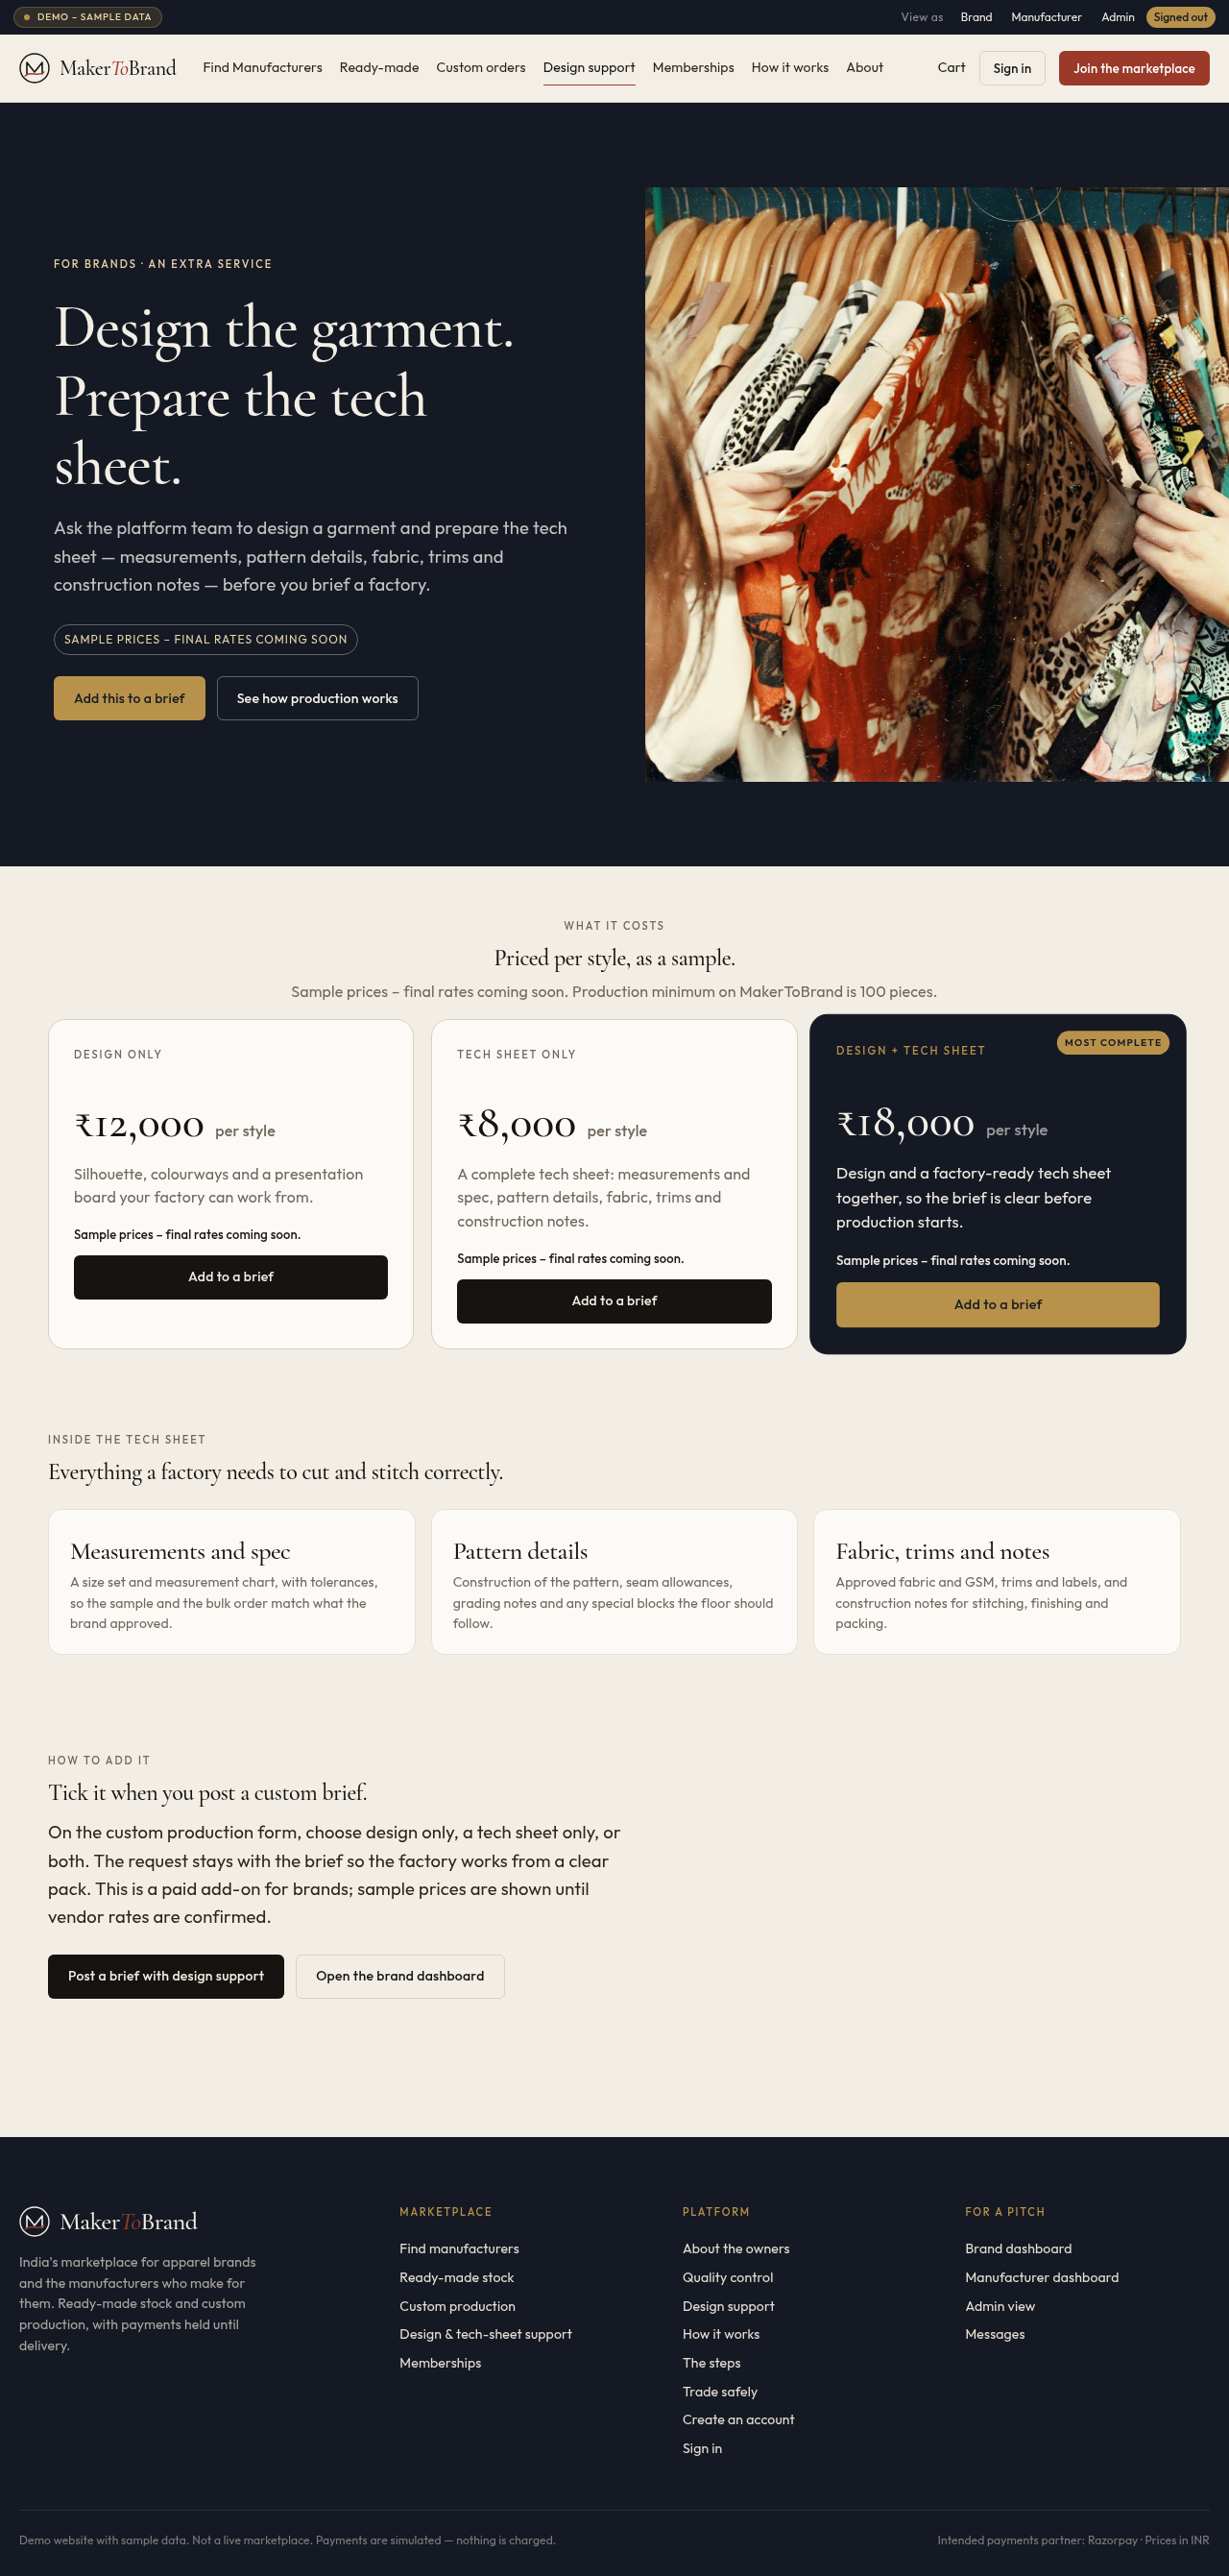 DEMO – SAMPLE DATA
View as Brand Manufacturer Admin Signed out
MakerToBrand
Find Manufacturers Ready-made Custom orders Design support Memberships How it works About Cart Sign in Join the marketplace
FOR BRANDS · AN EXTRA SERVICE
Design the garment.
Prepare the tech
sheet.
Ask the platform team to design a garment and prepare the tech
sheet — measurements, pattern details, fabric, trims and
construction notes — before you brief a factory.
SAMPLE PRICES – FINAL RATES COMING SOON
Add this to a brief See how production works
WHAT IT COSTS
Priced per style, as a sample.
Sample prices – final rates coming soon. Production minimum on MakerToBrand is 100 pieces.
DESIGN ONLY
₹12,000 per style
Silhouette, colourways and a presentation
board your factory can work from.
Sample prices – final rates coming soon.
Add to a brief
TECH SHEET ONLY
₹8,000 per style
A complete tech sheet: measurements and
spec, pattern details, fabric, trims and
construction notes.
Sample prices – final rates coming soon.
Add to a brief
DESIGN + TECH SHEET
MOST COMPLETE
₹18,000 per style
Design and a factory-ready tech sheet
together, so the brief is clear before
production starts.
Sample prices – final rates coming soon.
Add to a brief
INSIDE THE TECH SHEET
Everything a factory needs to cut and stitch correctly.
Measurements and spec
A size set and measurement chart, with tolerances,
so the sample and the bulk order match what the
brand approved.
Pattern details
Construction of the pattern, seam allowances,
grading notes and any special blocks the floor should
follow.
Fabric, trims and notes
Approved fabric and GSM, trims and labels, and
construction notes for stitching, finishing and
packing.
HOW TO ADD IT
Tick it when you post a custom brief.
On the custom production form, choose design only, a tech sheet only, or
both. The request stays with the brief so the factory works from a clear
pack. This is a paid add-on for brands; sample prices are shown until
vendor rates are confirmed.
Post a brief with design support Open the brand dashboard
MakerToBrand
India's marketplace for apparel brands
and the manufacturers who make for
them. Ready-made stock and custom
production, with payments held until
delivery.
MARKETPLACE
Find manufacturers
Ready-made stock
Custom production
Design & tech-sheet support
Memberships
PLATFORM
About the owners
Quality control
Design support
How it works
The steps
Trade safely
Create an account
Sign in
FOR A PITCH
Brand dashboard
Manufacturer dashboard
Admin view
Messages
Demo website with sample data. Not a live marketplace. Payments are simulated — nothing is charged.
Intended payments partner: Razorpay · Prices in INR